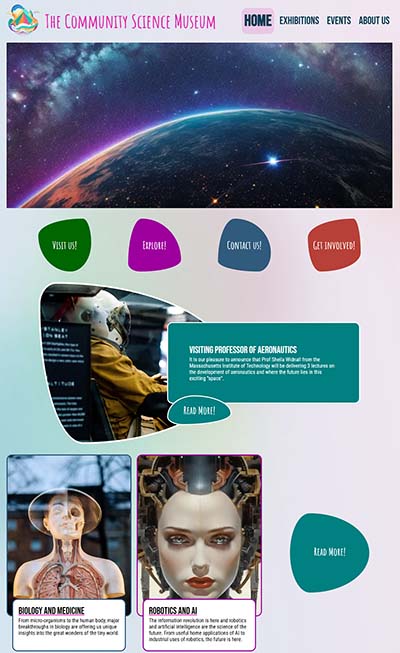 The Community Science Museum
HOME EXHIBITIONS EVENTS ABOUT US
Visit us! Explore! Contact us! Get involved!
VISITING PROFESSOR OF AERONAUTICS
It is our pleasure to announce that Prof Sheila Widnall from the
Massachusetts Institute of Technology will be delivering 3 lectures on
the development of aeronautics and where the future lies in this
exciting "space".
Read More!
BIOLOGY AND MEDICINE
From micro-organisms to the human body, major
breakthroughs in biology are offering us unique
insights into the great wonders of the tiny world.
ROBOTICS AND AI
The information revolution is here and robotics
and artificial intelligence are the science of the
future. From useful home applications of AI to
industrial uses of robotics, the future is here.
Read More!